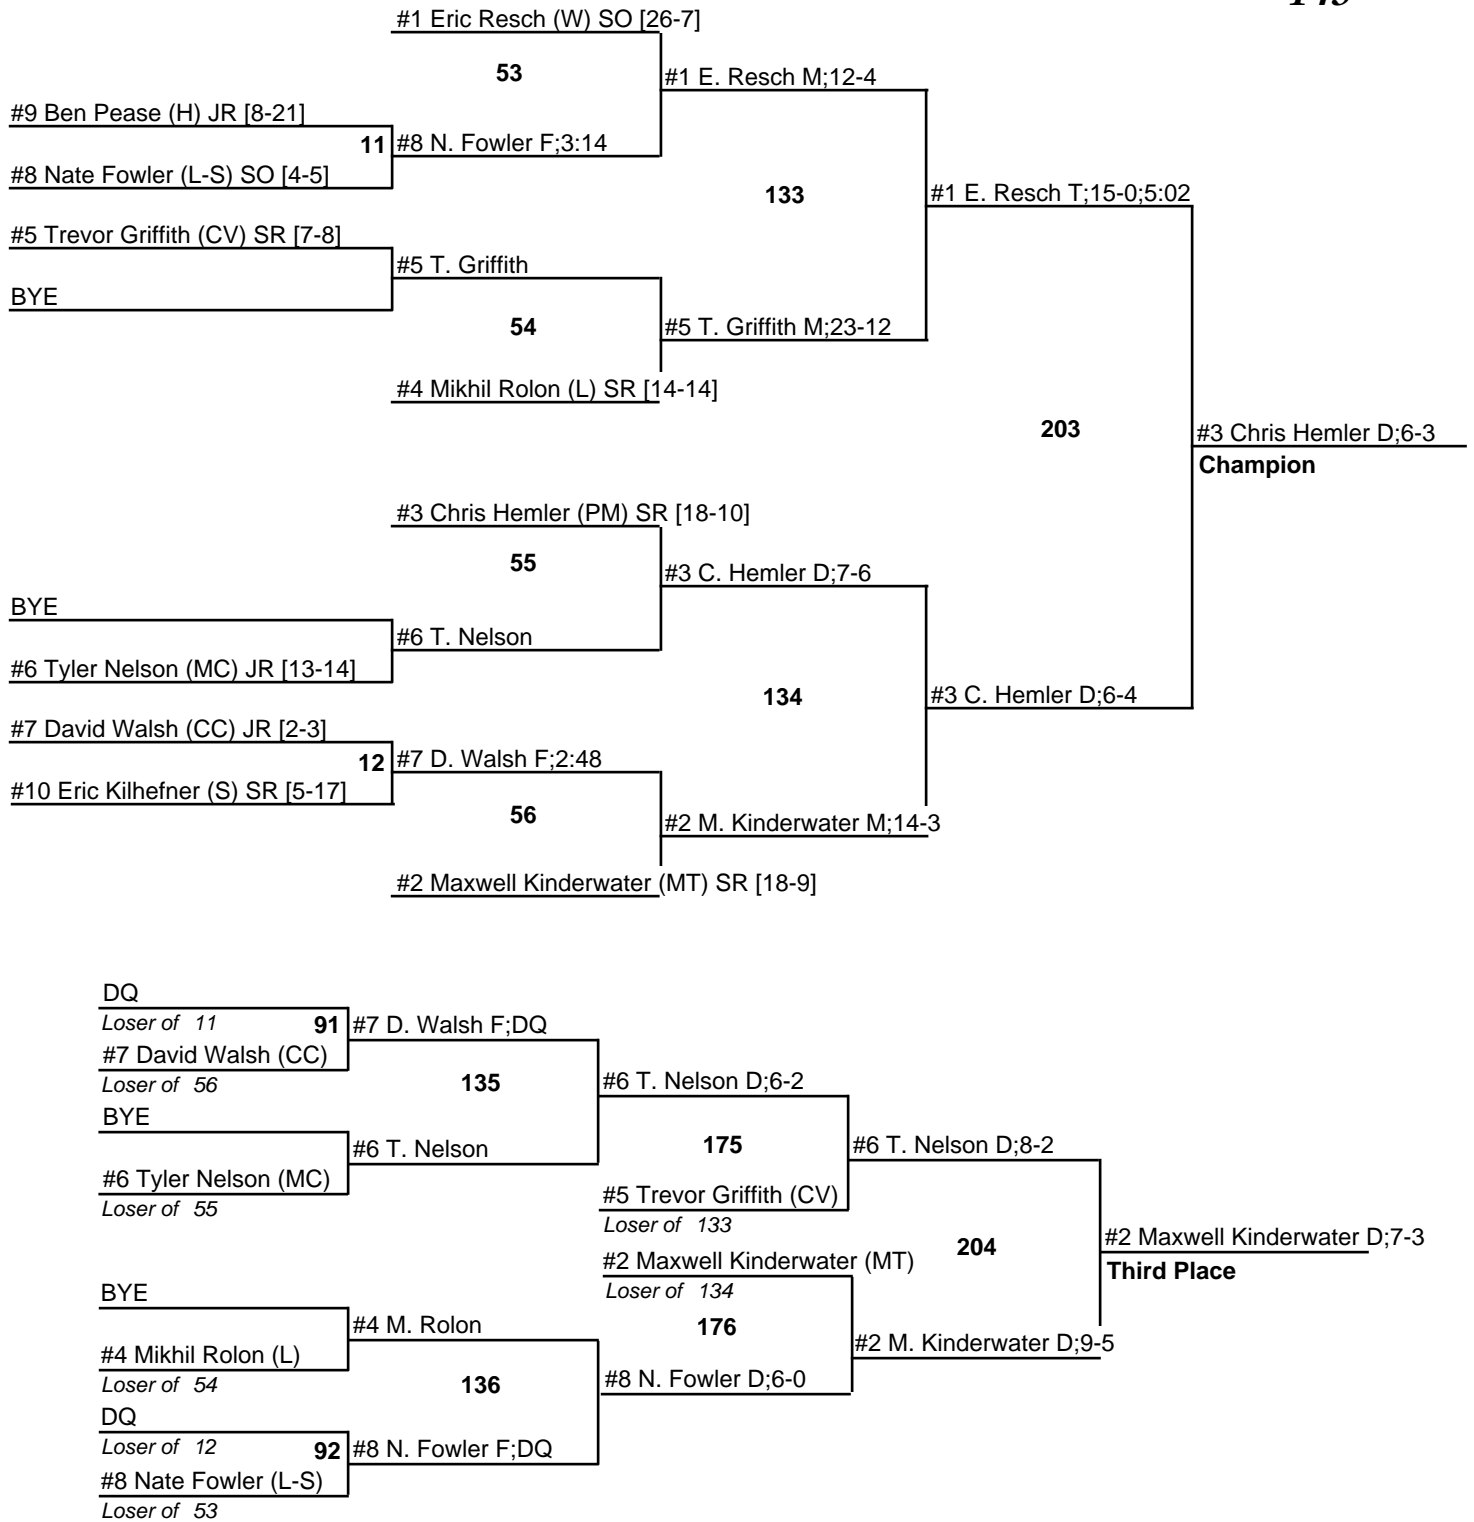 #1 Eric Resch (W) SO [26-7]
53
#1 E. Resch M;12-4
#9 Ben Pease (H) JR [8-21]
11
#8 N. Fowler F;3:14
#8 Nate Fowler (L-S) SO [4-5]
133
#1 E. Resch T;15-0;5:02
#5 Trevor Griffith (CV) SR [7-8]
#5 T. Griffith
BYE
54
#5 T. Griffith M;23-12
#4 Mikhil Rolon (L) SR [14-14]
203
#3 Chris Hemler D;6-3
Champion
#3 Chris Hemler (PM) SR [18-10]
55
#3 C. Hemler D;7-6
BYE
#6 T. Nelson
#6 Tyler Nelson (MC) JR [13-14]
134
#3 C. Hemler D;6-4
#7 David Walsh (CC) JR [2-3]
12
#7 D. Walsh F;2:48
#10 Eric Kilhefner (S) SR [5-17]
56
#2 M. Kinderwater M;14-3
#2 Maxwell Kinderwater (MT) SR [18-9]
DQ
Loser of 11
91
#7 D. Walsh F;DQ
#7 David Walsh (CC)
Loser of 56
135
#6 T. Nelson D;6-2
BYE
#6 T. Nelson
175
#6 T. Nelson D;8-2
#6 Tyler Nelson (MC)
Loser of 55
#5 Trevor Griffith (CV)
Loser of 133
204
#2 Maxwell Kinderwater D;7-3
Third Place
#2 Maxwell Kinderwater (MT)
Loser of 134
BYE
#4 M. Rolon
176
#2 M. Kinderwater D;9-5
#4 Mikhil Rolon (L)
Loser of 54
136
#8 N. Fowler D;6-0
DQ
Loser of 12
92
#8 N. Fowler F;DQ
#8 Nate Fowler (L-S)
Loser of 53